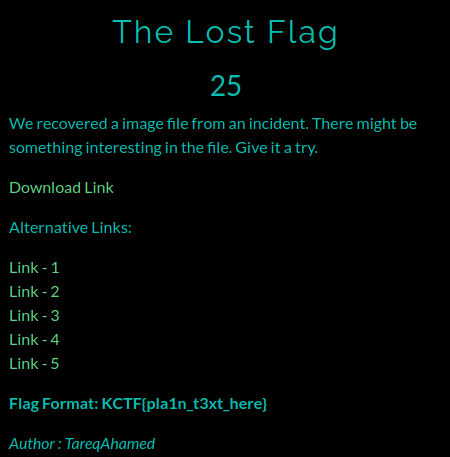 The Lost Flag
25
We recovered a image file from an incident. There might be
something interesting in the file. Give it a try.
Download Link
Alternative Links:
Link - 1
Link - 2
Link - 3
Link - 4
Link - 5
Flag Format: KCTF{pla1n_t3xt_here}
Author : TareqAhamed